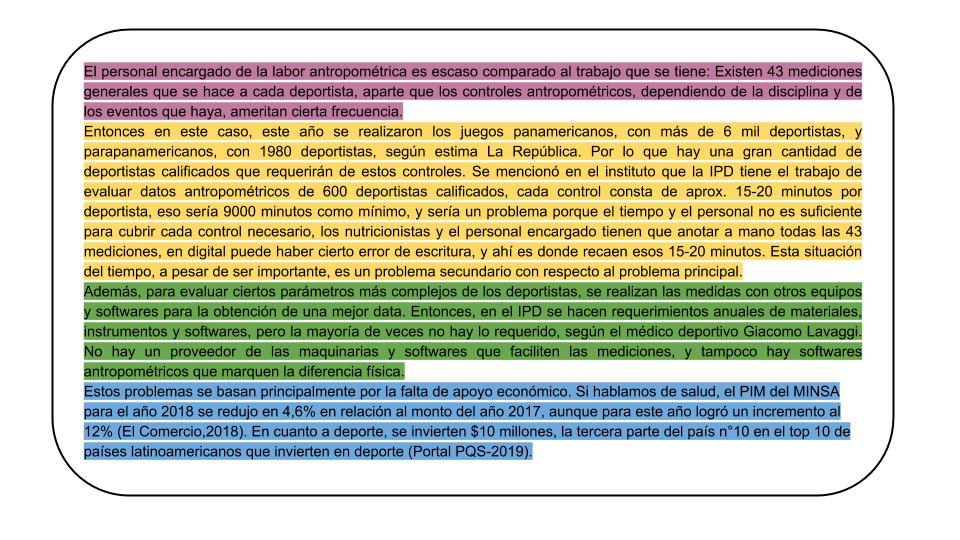 El personal encargado de la labor antropométrica es escaso comparado al trabajo que se tiene: Existen 43 mediciones
generales que se hace a cada deportista, aparte que los controles antropométricos, dependiendo de la disciplina y de
los eventos que haya, ameritan cierta frecuencia.
Entonces en este caso, este año se realizaron los juegos panamericanos, con más de 6 mil deportistas, y
parapanamericanos, con 1980 deportistas, según estima La República. Por lo que hay una gran cantidad de
deportistas calificados que requerirán de estos controles. Se mencionó en el instituto que la IPD tiene el trabajo de
evaluar datos antropométricos de 600 deportistas calificados, cada control consta de aprox. 15-20 minutos por
deportista, eso sería 9000 minutos como mínimo, y sería un problema porque el tiempo y el personal no es suficiente
para cubrir cada control necesario, los nutricionistas y el personal encargado tienen que anotar a mano todas las 43
mediciones, en digital puede haber cierto error de escritura, y ahí es donde recaen esos 15-20 minutos. Esta situación
del tiempo, a pesar de ser importante, es un problema secundario con respecto al problema principal.
Además, para evaluar ciertos parámetros más complejos de los deportistas, se realizan las medidas con otros equipos
y softwares para la obtención de una mejor data. Entonces, en el IPD se hacen requerimientos anuales de materiales,
instrumentos y softwares, pero la mayoría de veces no hay lo requerido, según el médico deportivo Giacomo Lavaggi.
No hay un proveedor de las maquinarias y softwares que faciliten las mediciones, y tampoco hay softwares
antropométricos que marquen la diferencia física.
Estos problemas se basan principalmente por la falta de apoyo económico. Si hablamos de salud, el PIM del MINSA
para el año 2018 se redujo en 4,6% en relación al monto del año 2017, aunque para este año logró un incremento al
12% (El Comercio,2018). En cuanto a deporte, se invierten $10 millones, la tercera parte del país n°10 en el top 10 de
países latinoamericanos que invierten en deporte (Portal PQS-2019).